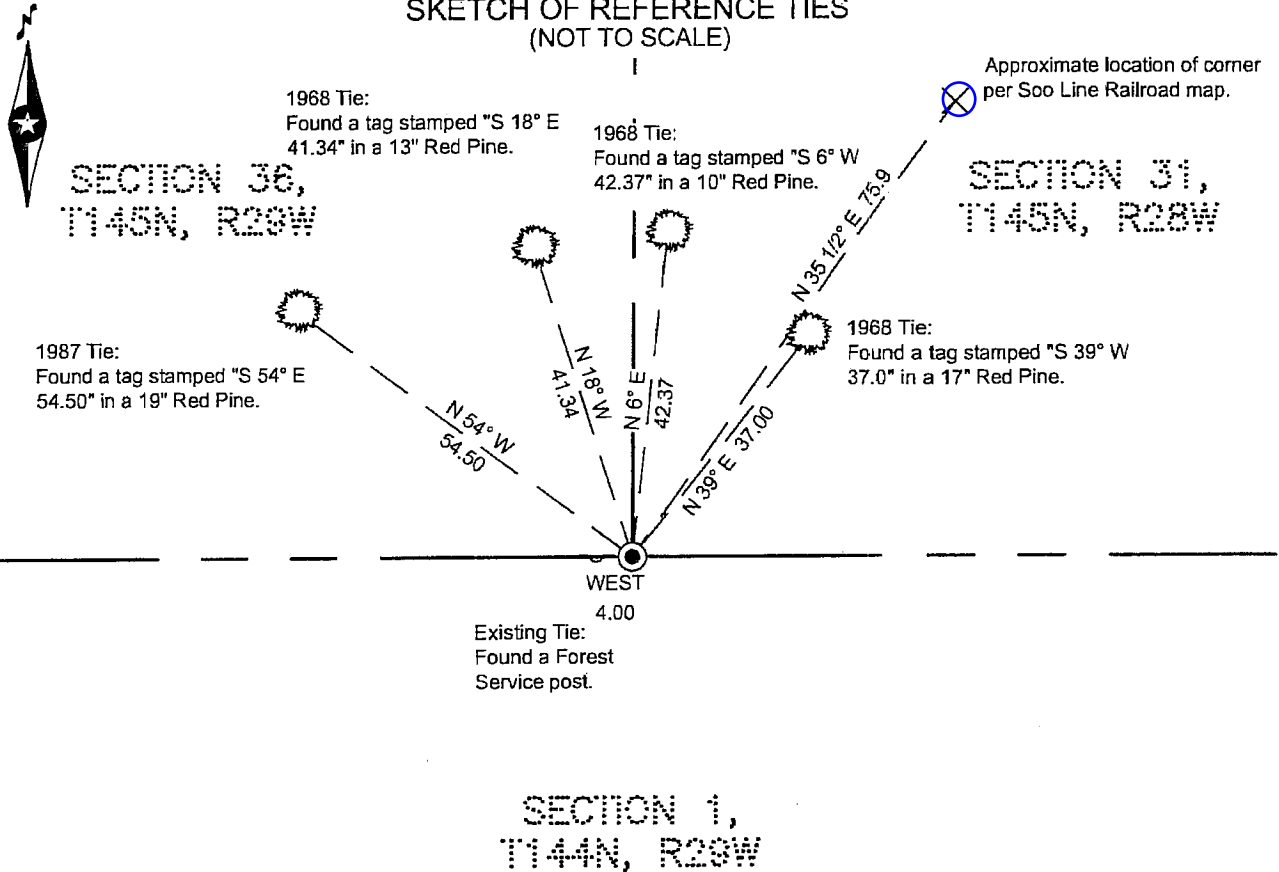 SKETCH OF REFERENCE TIES
(NOT TO SCALE)
N
Approximate location of corner
per Soo Line Railroad map.
1968 Tie:
Found a tag stamped "S 18° E
41.34" in a 13" Red Pine.
1968 Tie:
Found a tag stamped "S 6° W
42.37" in a 10" Red Pine.
SECTION 36,
T145N, R29W
SECTION 31,
T145N, R28W
N 35 1/2° E 75.9
1987 Tie:
Found a tag stamped "S 54° E
54.50" in a 19" Red Pine.
1968 Tie:
Found a tag stamped "S 39° W
37.0" in a 17" Red Pine.
N 54° W
54.50
N 18° W
41.34
N 6° E
42.37
N 39° E 37.00
WEST
4.00
Existing Tie:
Found a Forest
Service post.
SECTION 1,
T144N, R29W